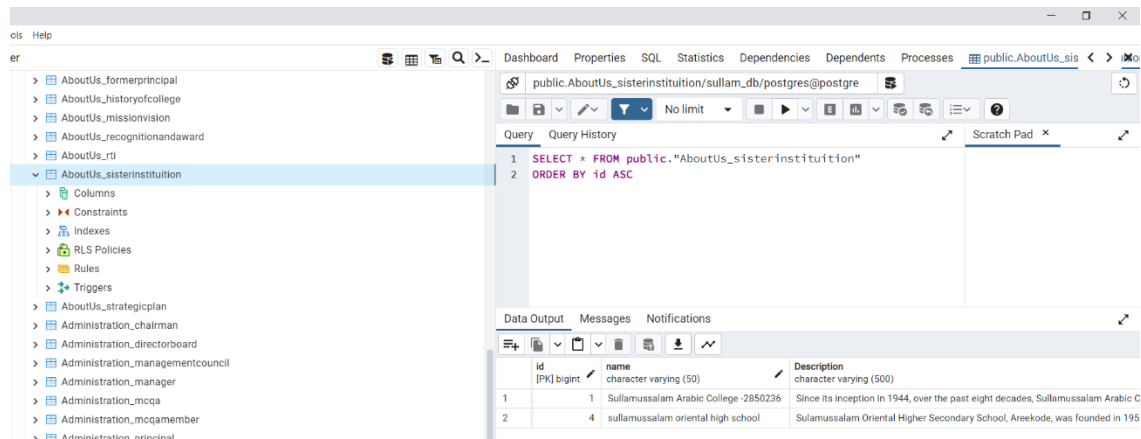 ols Help
er
Dashboard Properties SQL Statistics Dependencies Dependents Processes public.AboutUs_sis
public.AboutUs_sisterinstituition/sullam_db/postgres@postgre
No limit
Query Query History
Scratch Pad
1 SELECT * FROM public."AboutUs_sisterinstituition"
2 ORDER BY id ASC
AboutUs_formerprincipal
AboutUs_historyofcollege
AboutUs_missionvision
AboutUs_recognitionandaward
AboutUs_rti
AboutUs_sisterinstituition
Columns
Constraints
Indexes
RLS Policies
Rules
Triggers
AboutUs_strategicplan
Administration_chairman
Administration_directorboard
Administration_managementcouncil
Administration_manager
Administration_mcqa
Administration_mcqamember
Administration_principal
Data Output Messages Notifications
id name Description
[PK] bigint character varying (50) character varying (500)
1 1 Sullamussalam Arabic College -2850236 Since its inception in 1944, over the past eight decades, Sullamussalam Arabic C
2 4 sullamussalam oriental high school Sulamussalam Oriental Higher Secondary School, Areekode, was founded in 195